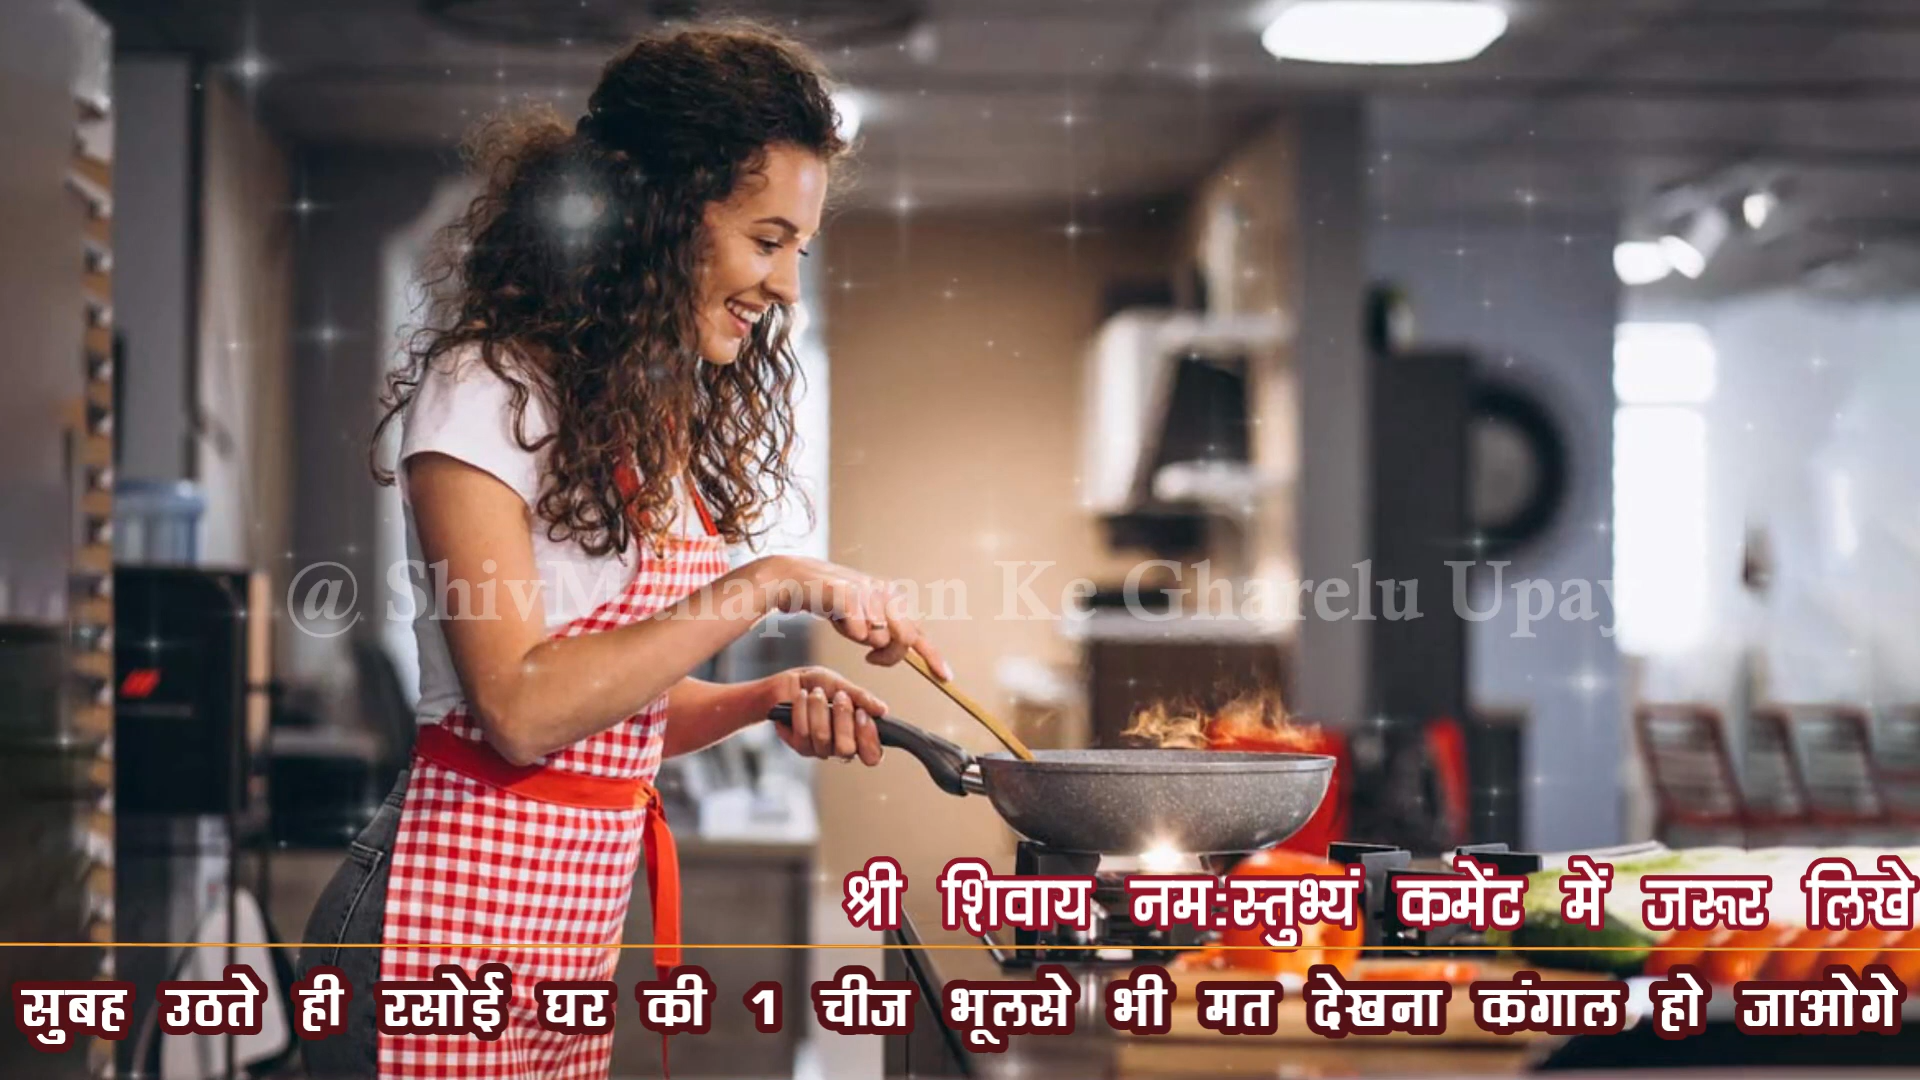 @ ShivMahapuran Ke Gharelu Upay
श्री शिवाय नम:स्तुभ्यं कमेंट में जरूर लिखे
सुबह उठते ही रसोई घर की 1 चीज भूलसे भी मत देखना कंगाल हो जाओगे